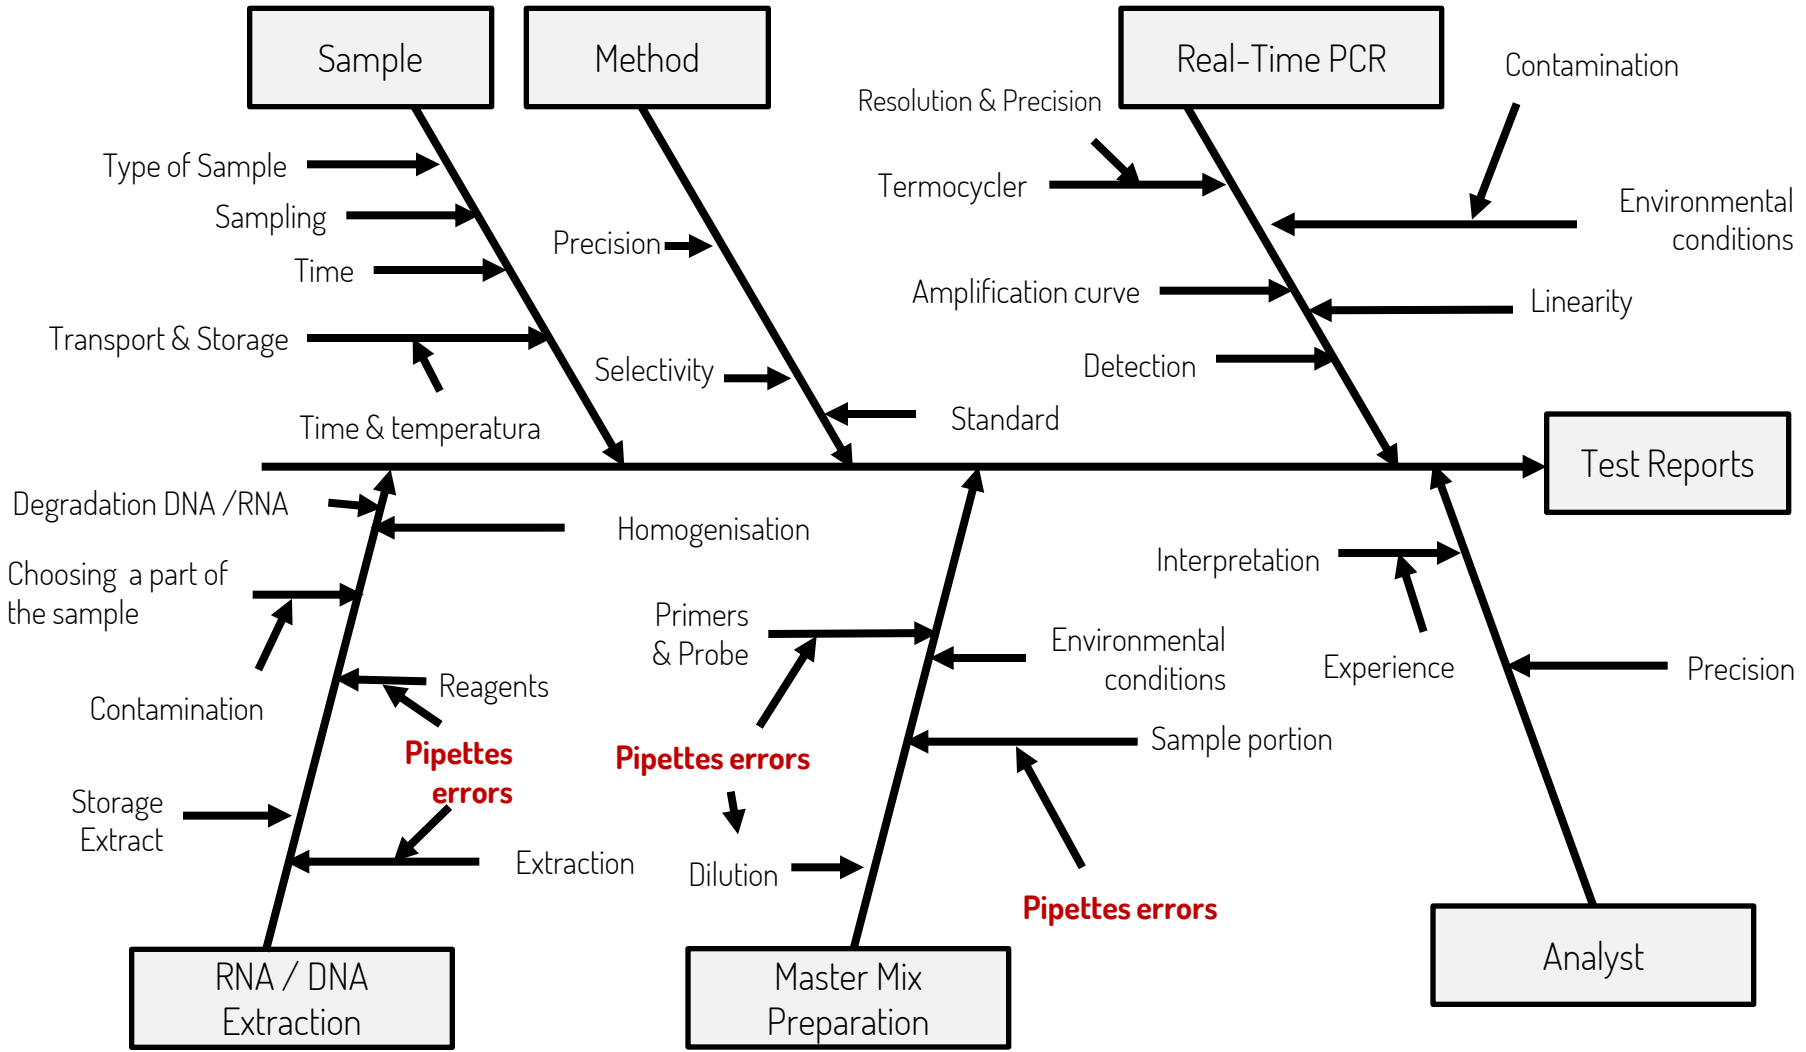 Sample
Method
Real-Time PCR
Contamination
Resolution & Precision
Type of Sample
Termocycler
Sampling
Environmental
conditions
Precision
Time
Amplification curve
Linearity
Transport & Storage
Detection
Selectivity
Standard
Time & temperatura
Test Reports
Degradation DNA /RNA
Homogenisation
Interpretation
Choosing  a part of
the sample
Primers
& Probe
Environmental
conditions
Experience
Precision
Reagents
Contamination
Pipettes
errors
Pipettes errors
Sample portion
Storage
Extract
Extraction
Dilution
Pipettes errors
RNA / DNA
Extraction
Master Mix
Preparation
Analyst